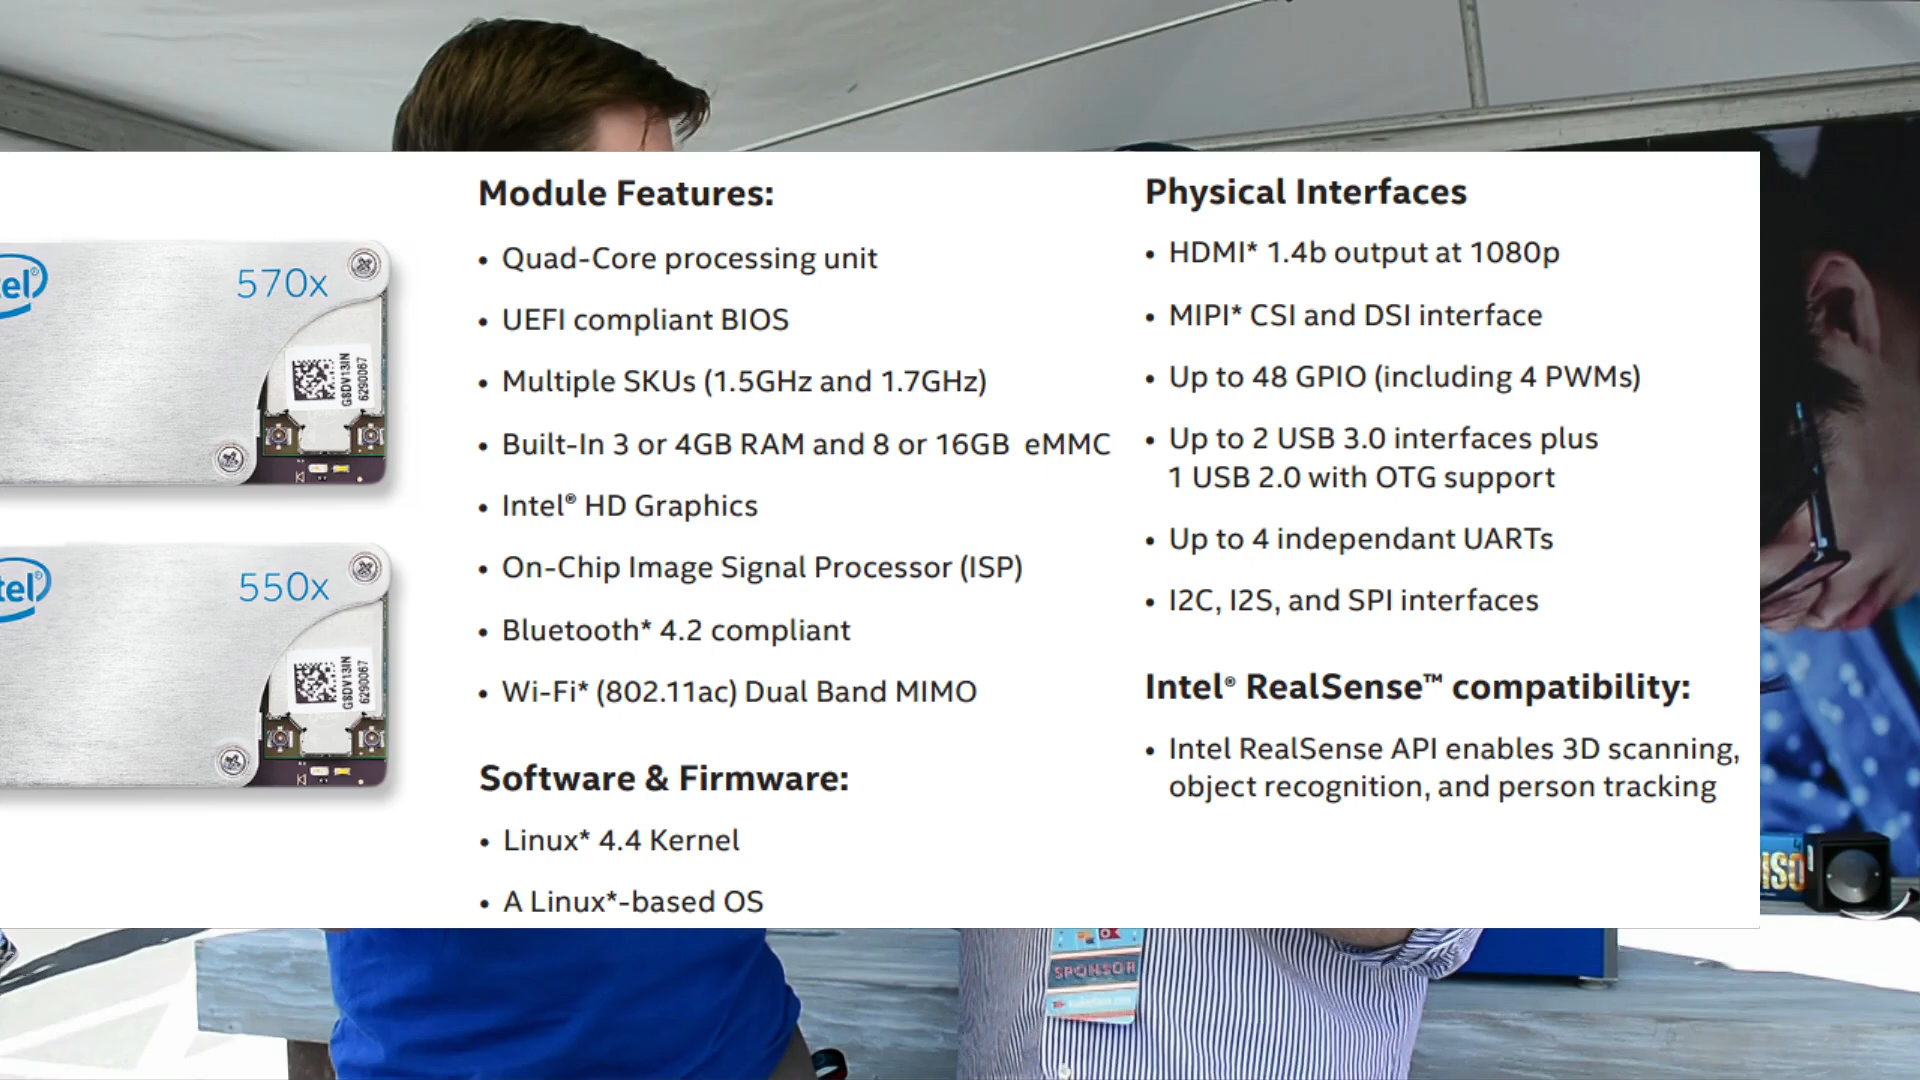 tel®
570x
G8DV13IN
6290067
tel®
550x
G8DV13IN
6290067
Module Features:
• Quad-Core processing unit
• UEFI compliant BIOS
• Multiple SKUs (1.5GHz and 1.7GHz)
• Built-In 3 or 4GB RAM and 8 or 16GB eMMC
• Intel® HD Graphics
• On-Chip Image Signal Processor (ISP)
• Bluetooth* 4.2 compliant
• Wi-Fi* (802.11ac) Dual Band MIMO
Software & Firmware:
• Linux* 4.4 Kernel
• A Linux*-based OS
Physical Interfaces
• HDMI* 1.4b output at 1080p
• MIPI* CSI and DSI interface
• Up to 48 GPIO (including 4 PWMs)
• Up to 2 USB 3.0 interfaces plus
1 USB 2.0 with OTG support
• Up to 4 independant UARTs
• I2C, I2S, and SPI interfaces
Intel® RealSense™ compatibility:
• Intel RealSense API enables 3D scanning,
object recognition, and person tracking
SPONSOR